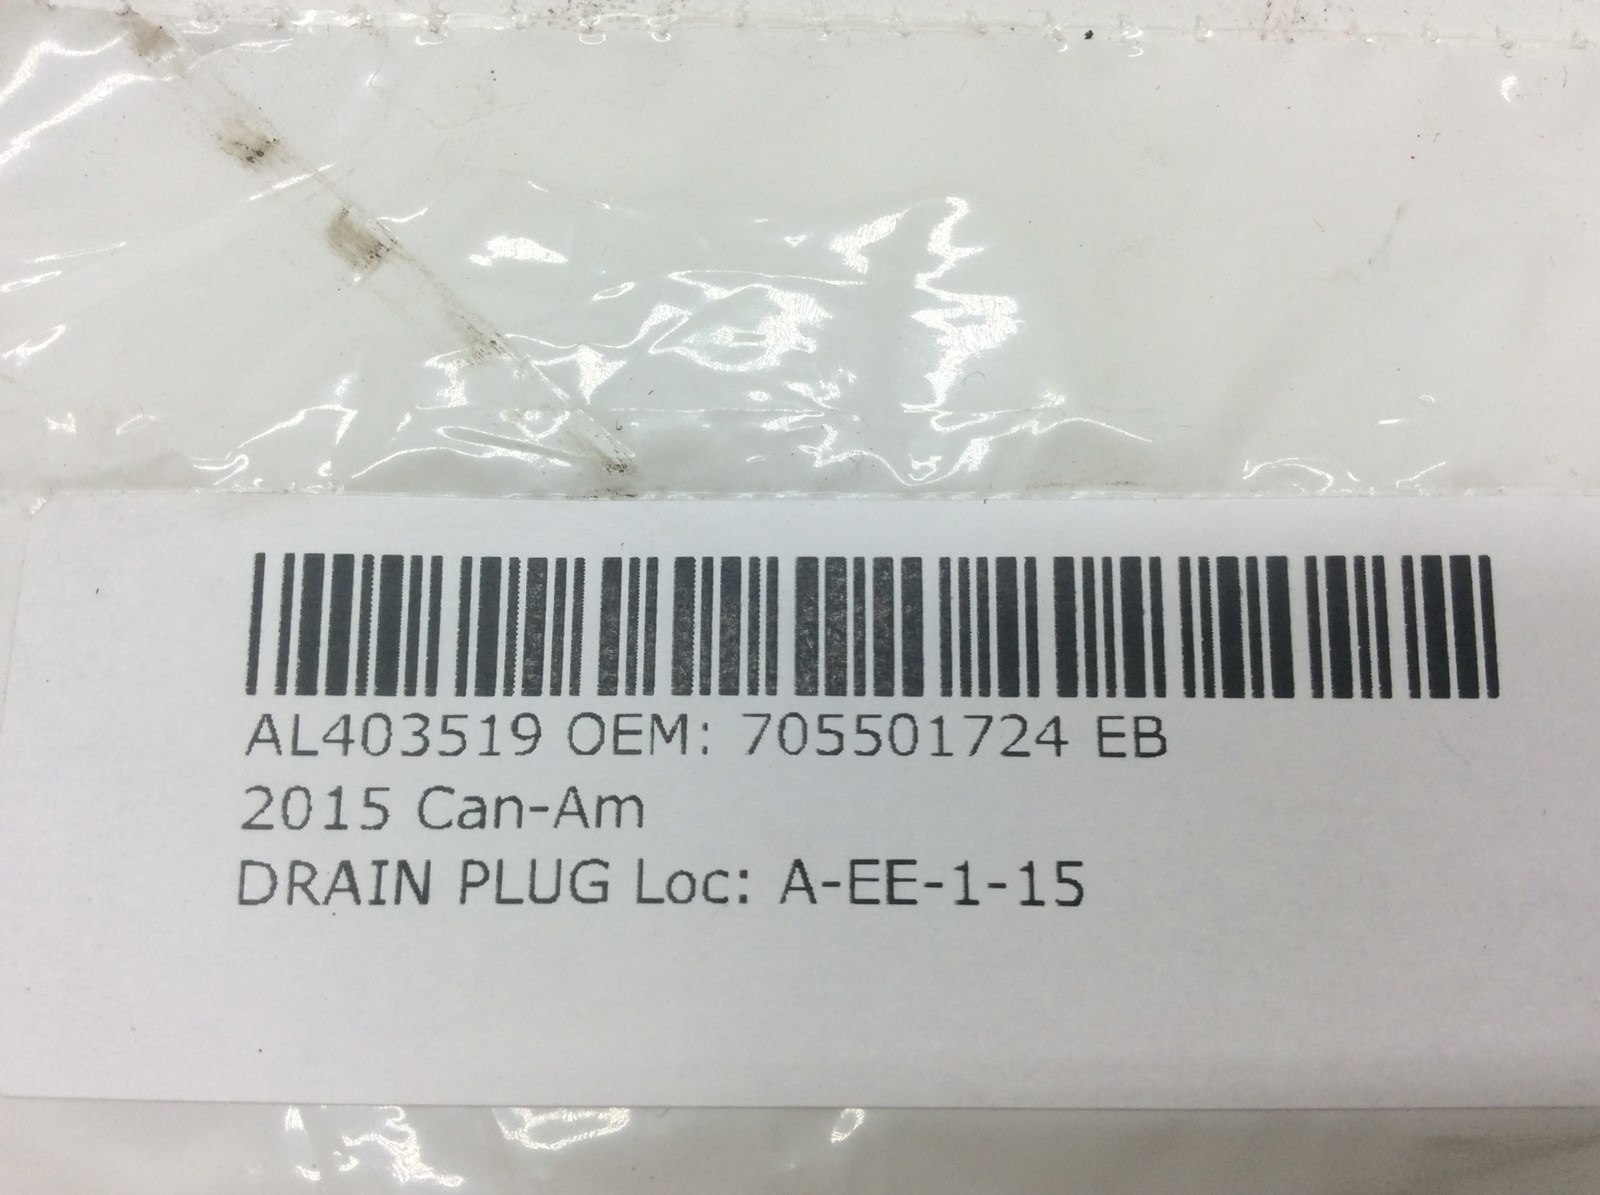 AL403519 OEM: 705501724 EB
2015 Can-Am
DRAIN PLUG Loc: A-EE-1-15